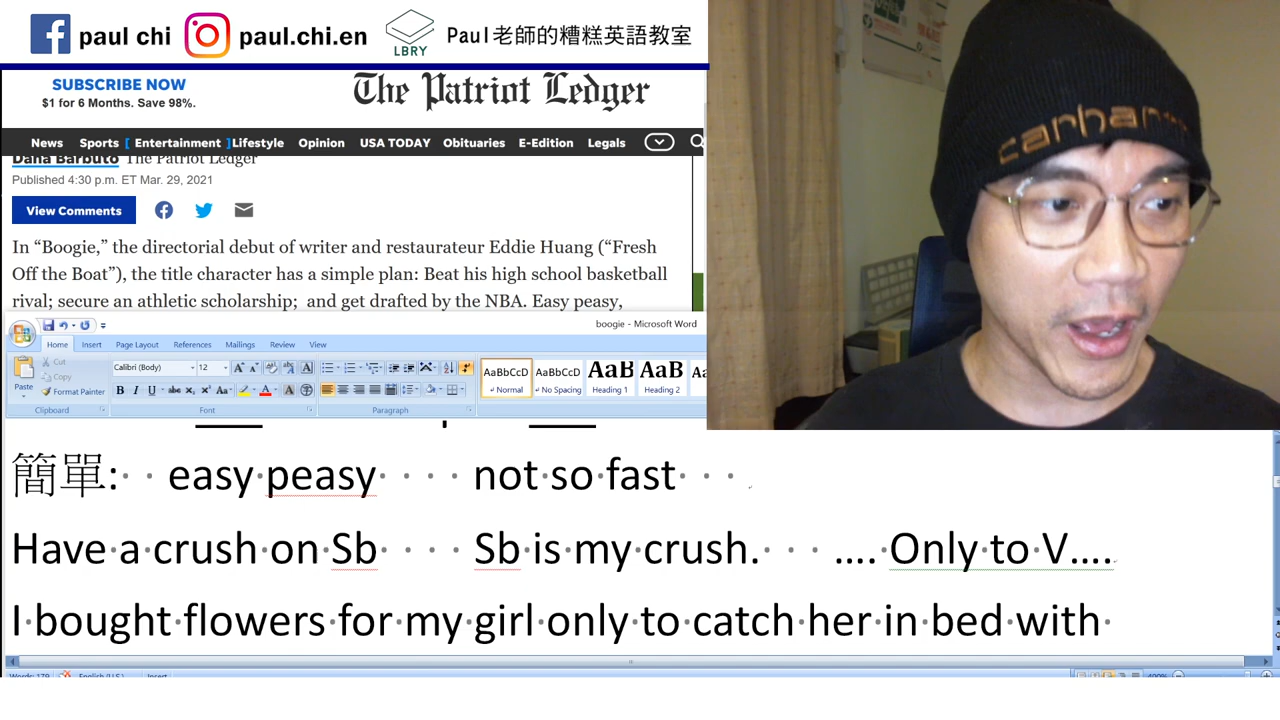 paul chi paul.chi.en LBRY Paul老師的糟糕英語教室
SUBSCRIBE NOW
$1 for 6 Months. Save 98%.
The Patriot Ledger
News Sports [ Entertainment ] Lifestyle Opinion USA TODAY Obituaries E-Edition Legals
Dana Barbuto The Patriot Ledger
Published 4:30 p.m. ET Mar. 29, 2021
View Comments
In “Boogie,” the directorial debut of writer and restaurateur Eddie Huang (“Fresh
Off the Boat”), the title character has a simple plan: Beat his high school basketball
rival; secure an athletic scholarship; and get drafted by the NBA. Easy peasy,
boogie - Microsoft Word
Home Insert Page Layout References Mailings Review View
Cut
Copy
Paste Format Painter
Calibri (Body) 12
AaBbCcD AaBbCcD AaB AaB Aa
Normal No Spacing Heading 1 Heading 2
Clipboard Font Paragraph
carhartt
簡單: easy peasy not so fast
Have a crush on Sb Sb is my crush. …. Only to V….
I bought flowers for my girl only to catch her in bed with
Words: 179 English (U.S.) Insert 400%